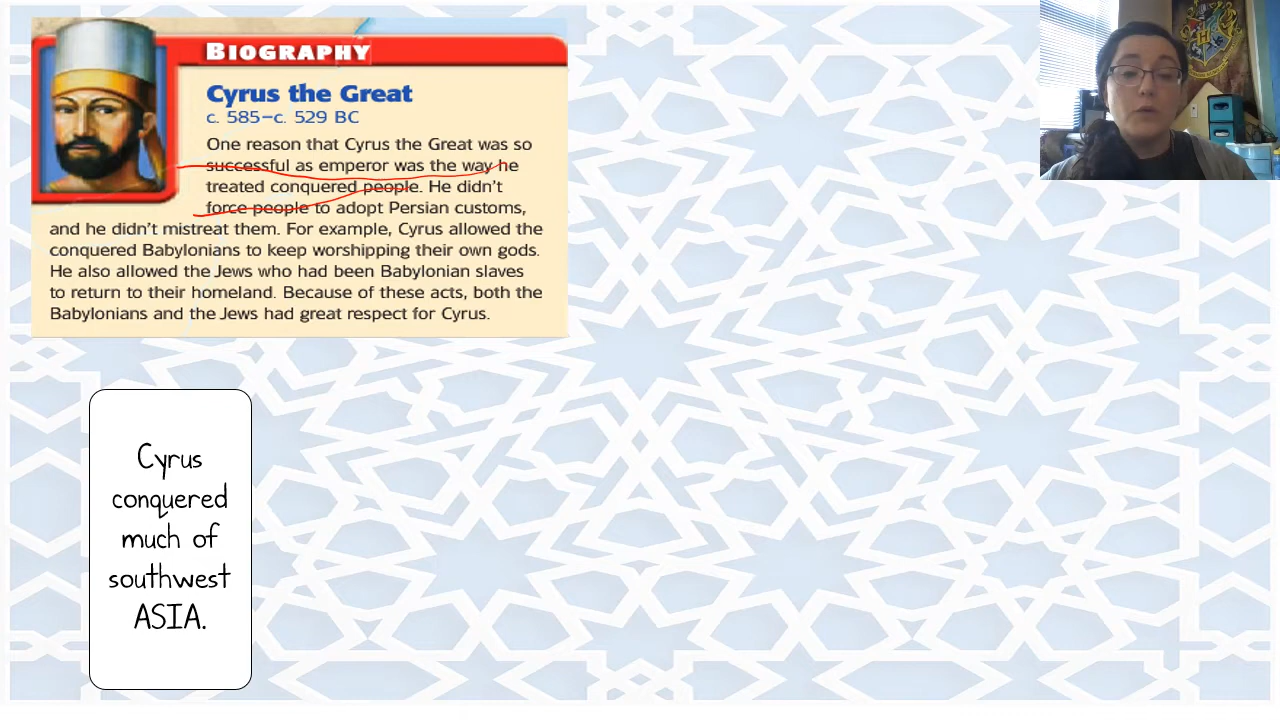 BIOGRAPHY
Cyrus the Great
c. 585–c. 529 BC
One reason that Cyrus the Great was so
successful as emperor was the way he
treated conquered people. He didn't
force people to adopt Persian customs,
and he didn't mistreat them. For example, Cyrus allowed the
conquered Babylonians to keep worshipping their own gods.
He also allowed the Jews who had been Babylonian slaves
to return to their homeland. Because of these acts, both the
Babylonians and the Jews had great respect for Cyrus.
Cyrus
conquered
much of
southwest
ASIA.